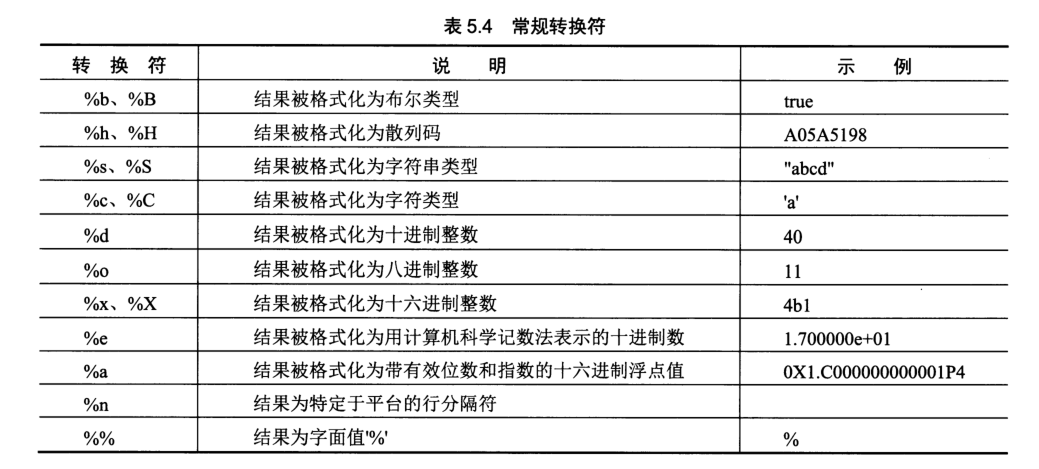 表 5.4 常规转换符
转 换 符 说 明 示 例
%b、%B 结果被格式化为布尔类型 true
%h、%H 结果被格式化为散列码 A05A5198
%s、%S 结果被格式化为字符串类型 "abcd"
%c、%C 结果被格式化为字符类型 'a'
%d 结果被格式化为十进制整数 40
%o 结果被格式化为八进制整数 11
%x、%X 结果被格式化为十六进制整数 4b1
%e 结果被格式化为用计算机科学记数法表示的十进制数 1.700000e+01
%a 结果被格式化为带有效位数和指数的十六进制浮点值 0X1.C000000000001P4
%n 结果为特定于平台的行分隔符
%% 结果为字面值'%' %